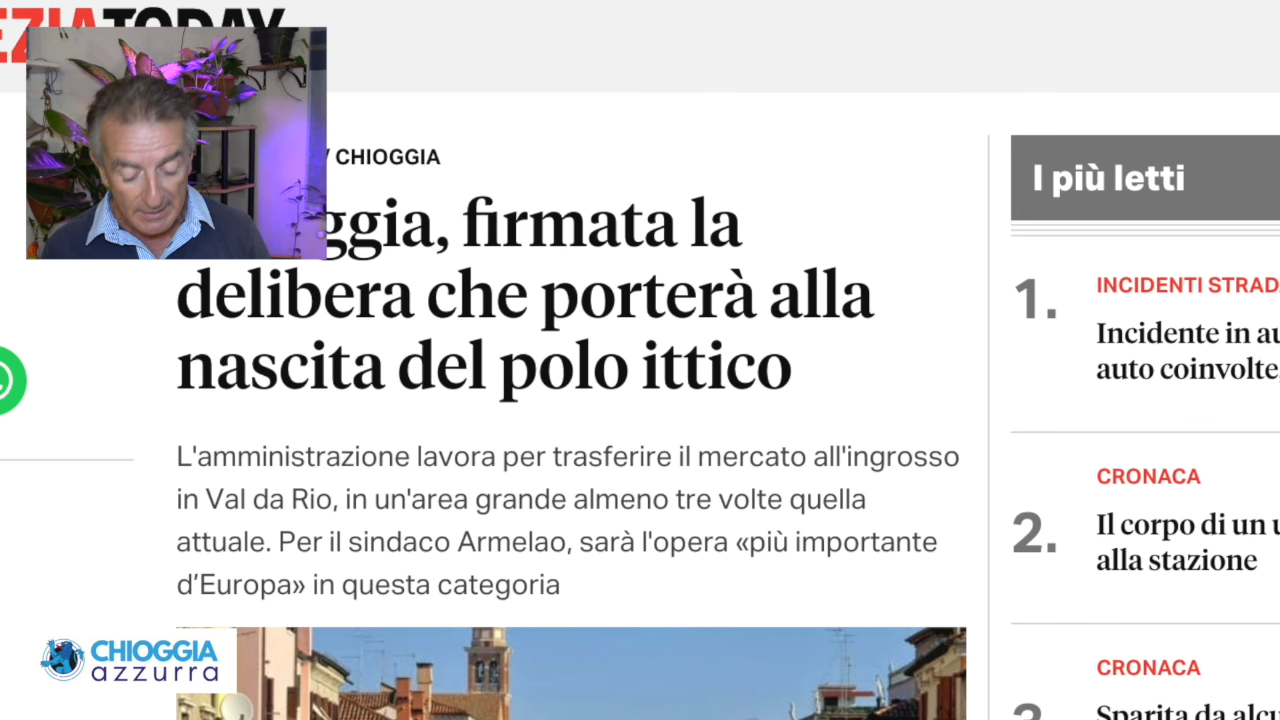 TODAY
/ CHIOGGIA
ggia, firmata la
delibera che porterà alla
nascita del polo ittico
L'amministrazione lavora per trasferire il mercato all'ingrosso
in Val da Rio, in un'area grande almeno tre volte quella
attuale. Per il sindaco Armelao, sarà l'opera «più importante
d’Europa» in questa categoria
CHIOGGIA
azzurra
I più letti
1.
INCIDENTI STRAD
Incidente in au
auto coinvolte
2.
CRONACA
Il corpo di un u
alla stazione
CRONACA
Sparita da alcu